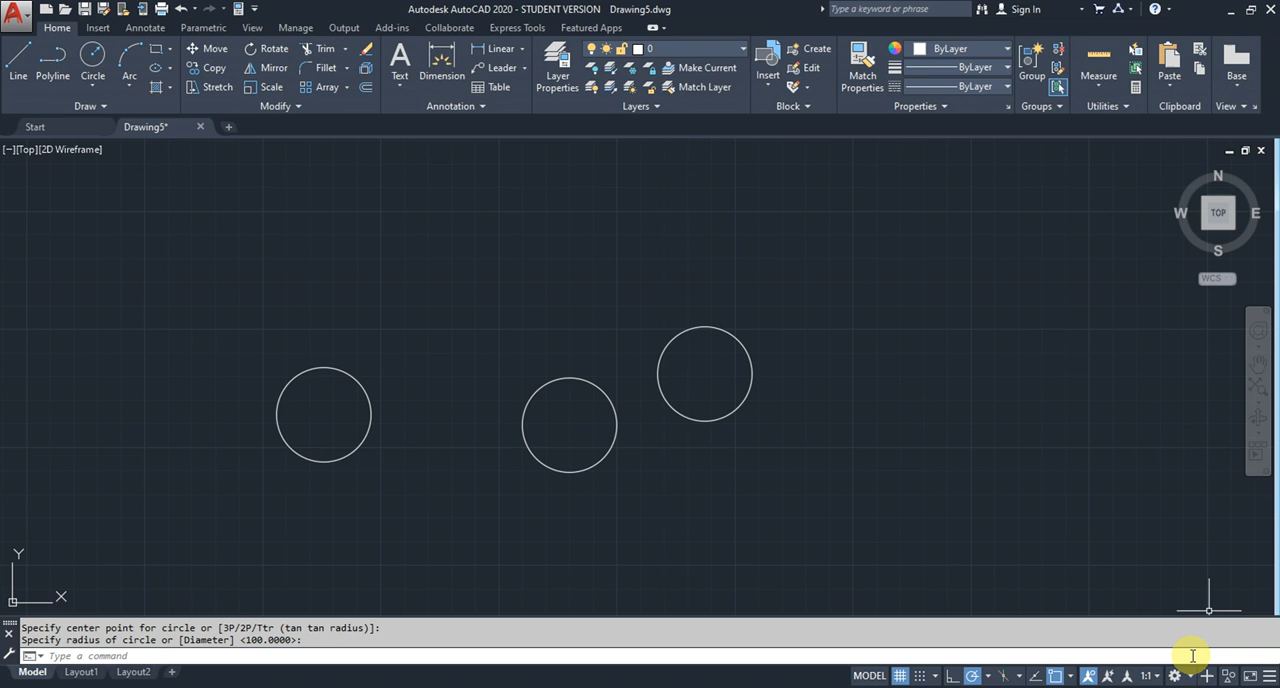 A Autodesk AutoCAD 2020 - STUDENT VERSION Drawing5.dwg Type a keyword or phrase Sign In
Home Insert Annotate Parametric View Manage Output Add-ins Collaborate Express Tools Featured Apps
Line Polyline Circle Arc Move Rotate Trim
Copy Mirror Fillet
Stretch Scale Array
A Text Dimension Linear
Leader
Table
Layer Properties 0
Make Current
Match Layer
Insert Create
Edit
Match Properties ByLayer
ByLayer
ByLayer
Group Measure Paste Base
Draw Modify Annotation Layers Block Properties Groups Utilities Clipboard View
Start Drawing5* +
[−][Top][2D Wireframe]
N
W TOP E
S
WCS
Y
X
Specify center point for circle or [3P/2P/Ttr (tan tan radius)]:
Specify radius of circle or [Diameter] <100.0000>:
Type a command
Model Layout1 Layout2 + MODEL 1:1